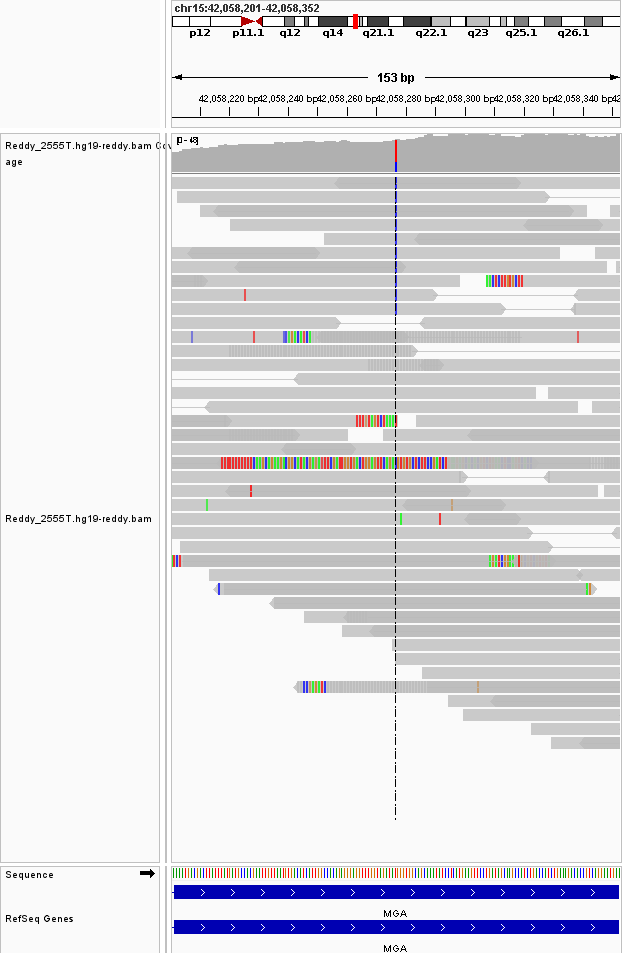 chr15:42,058,201-42,058,352
p12 p11.1 q12 q14 q21.1 q22.1 q23 q25.1 q26.1
153 bp
42,058,220 bp 42,058,240 bp 42,058,260 bp 42,058,280 bp 42,058,300 bp 42,058,320 bp 42,058,340 bp 42
Reddy_2555T.hg19-reddy.bam Cov
age
Reddy_2555T.hg19-reddy.bam
Sequence
MGA
RefSeq Genes
MGA